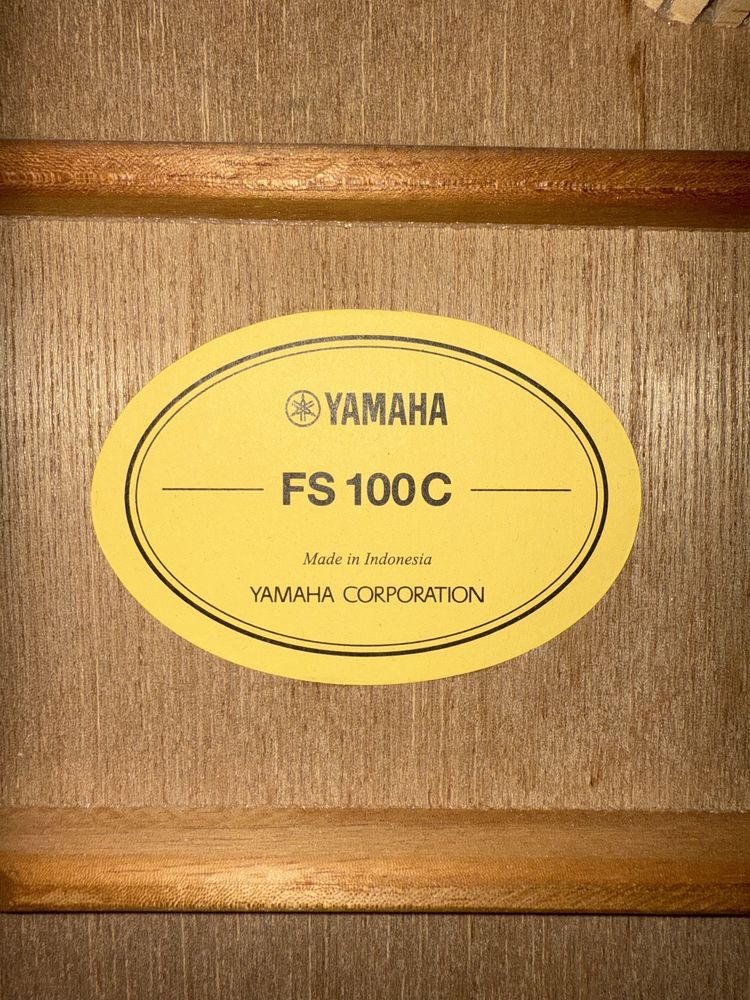 YAMAHA
FS 100C
Made in Indonesia
YAMAHA CORPORATION